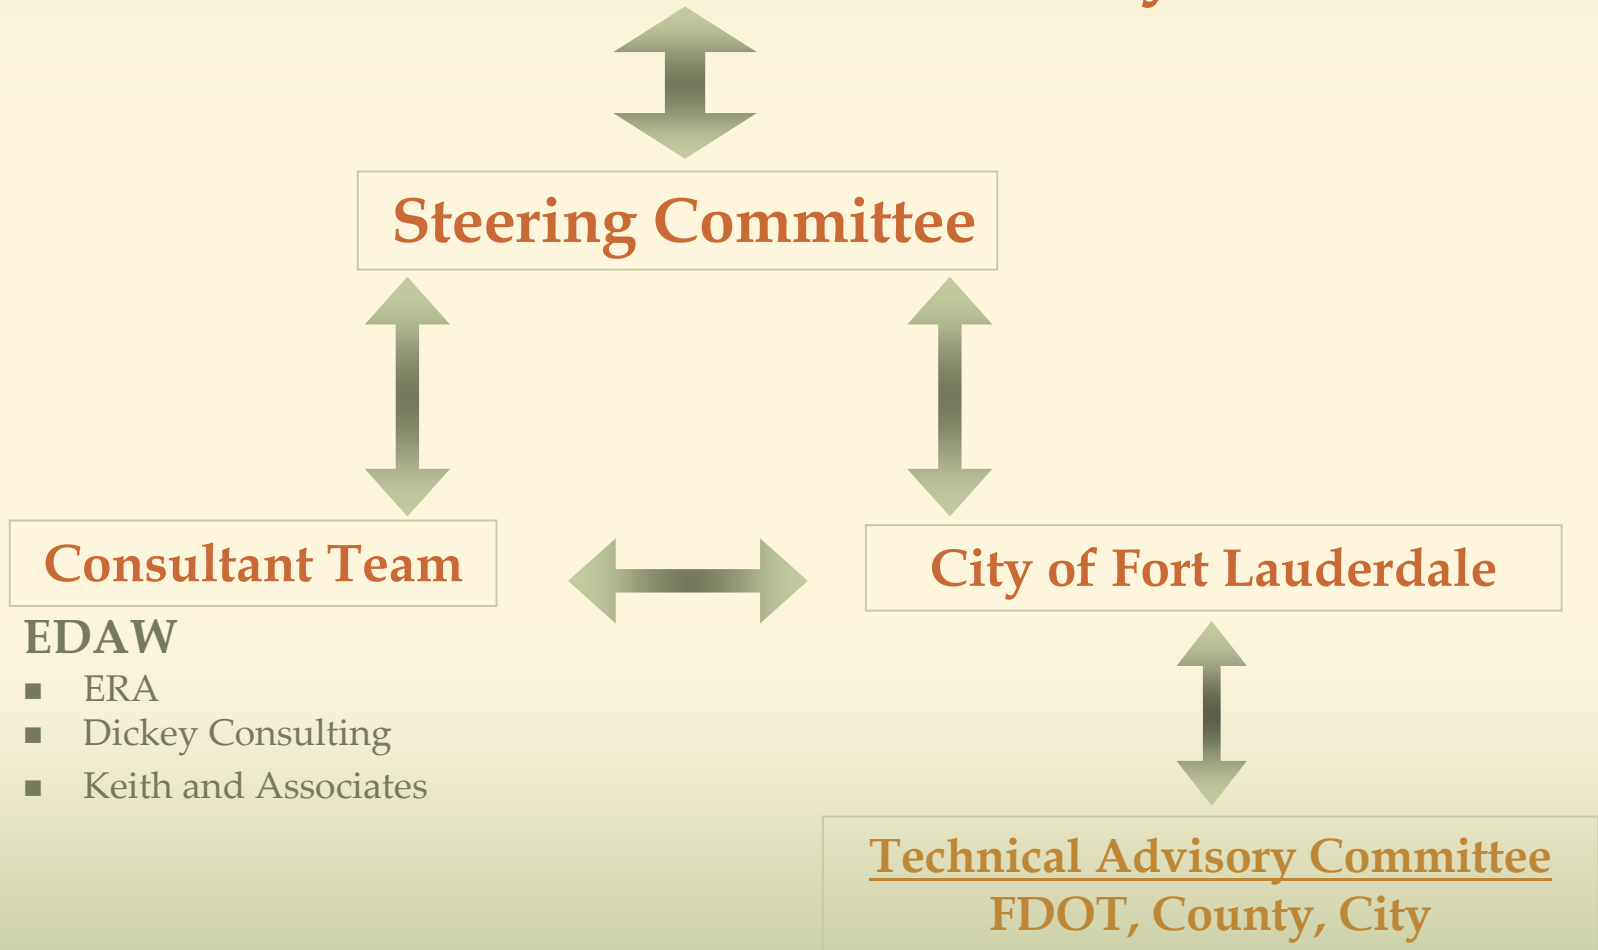 Steering Committee
Consultant Team
City of Fort Lauderdale
EDAW
▪ ERA
▪ Dickey Consulting
▪ Keith and Associates
Technical Advisory Committee
FDOT, County, City